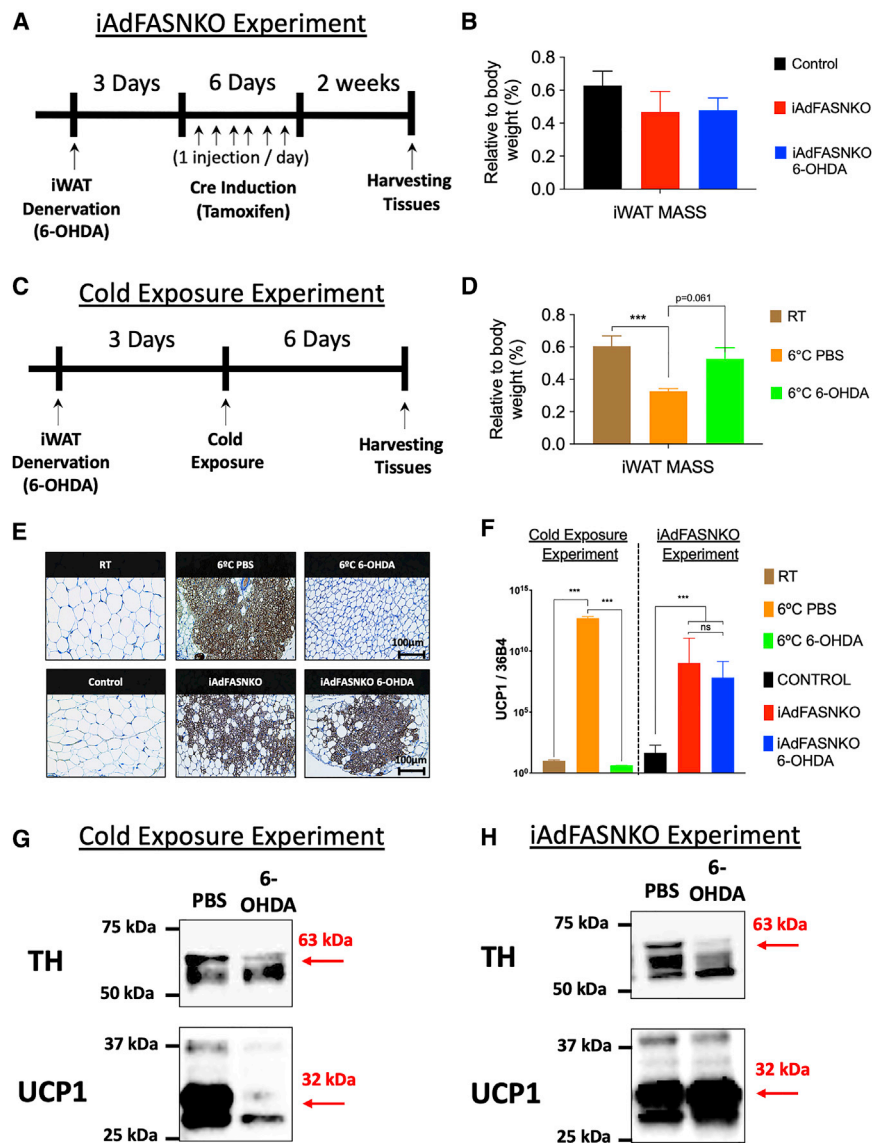 A
iAdFASNKO Experiment
3 Days
6 Days
2 weeks
(1 injection / day)
iWAT
Denervation
(6-OHDA)
Cre Induction
(Tamoxifen)
Harvesting
Tissues
B
Relative to body
weight (%)
0.8
0.6
0.4
0.2
0.0
iWAT MASS
Control
iAdFASNKO
iAdFASNKO
6-OHDA
C
Cold Exposure Experiment
3 Days
6 Days
iWAT
Denervation
(6-OHDA)
Cold
Exposure
Harvesting
Tissues
D
Relative to body
weight (%)
0.8
0.6
0.4
0.2
0.0
***
p=0.061
iWAT MASS
RT
6°C PBS
6°C 6-OHDA
E
RT
6ºC PBS
6ºC 6-OHDA
100µm
Control
iAdFASNKO
iAdFASNKO 6-OHDA
100µm
F
Cold Exposure
Experiment
iAdFASNKO
Experiment
UCP1 / 36B4
10¹⁵
10¹⁰
10⁵
10⁰
***
***
***
ns
RT
6ºC PBS
6ºC 6-OHDA
CONTROL
iAdFASNKO
iAdFASNKO
6-OHDA
G
Cold Exposure Experiment
PBS
6-
OHDA
75 kDa
63 kDa
TH
50 kDa
37 kDa
32 kDa
UCP1
25 kDa
H
iAdFASNKO Experiment
PBS
6-
OHDA
75 kDa
63 kDa
TH
50 kDa
37 kDa
32 kDa
UCP1
25 kDa